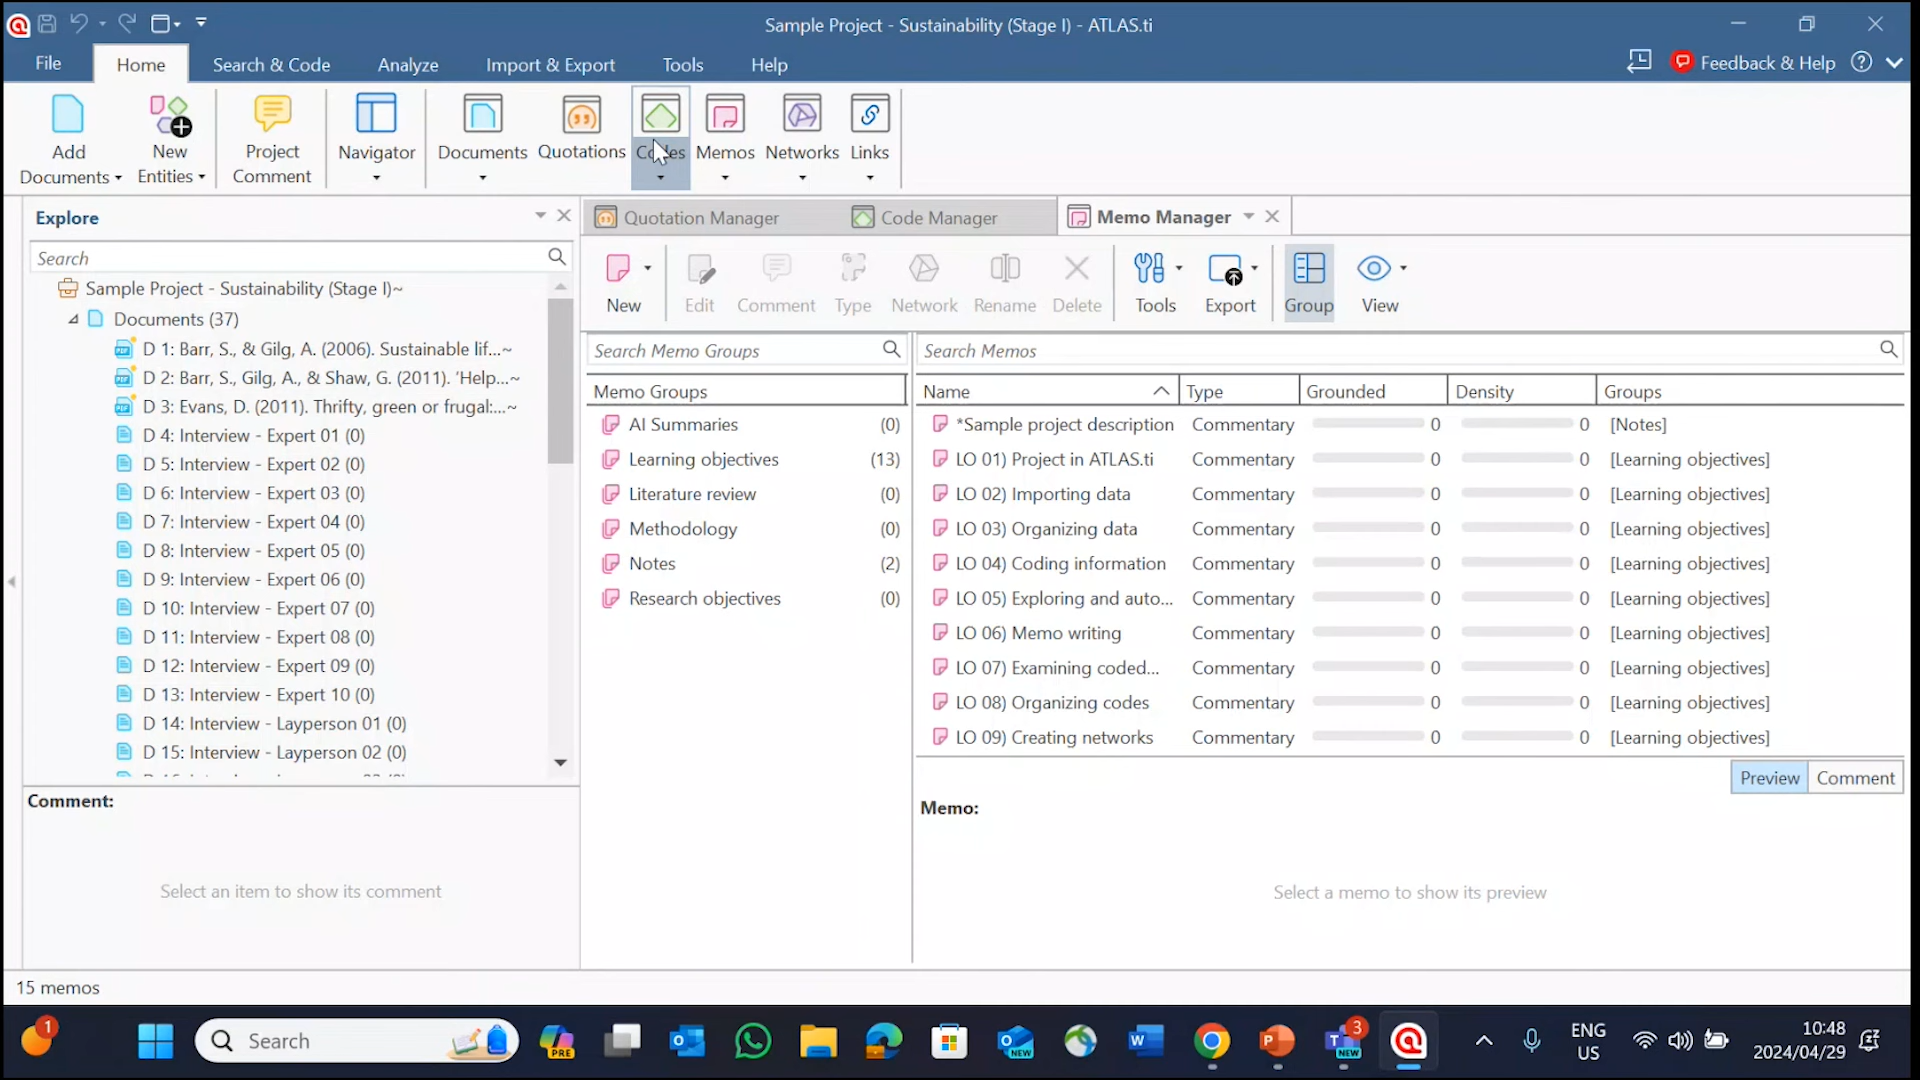 Sample Project - Sustainability (Stage I) - ATLAS.ti
File Home Search & Code Analyze Import & Export Tools Help Feedback & Help
Add Documents
New Entities
Project Comment
Navigator
Documents
Quotations
Codes
Memos
Networks
Links
Explore
Search
Sample Project - Sustainability (Stage I)~
Documents (37)
D 1: Barr, S., & Gilg, A. (2006). Sustainable lif...~
D 2: Barr, S., Gilg, A., & Shaw, G. (2011). 'Help...~
D 3: Evans, D. (2011). Thrifty, green or frugal:...~
D 4: Interview - Expert 01 (0)
D 5: Interview - Expert 02 (0)
D 6: Interview - Expert 03 (0)
D 7: Interview - Expert 04 (0)
D 8: Interview - Expert 05 (0)
D 9: Interview - Expert 06 (0)
D 10: Interview - Expert 07 (0)
D 11: Interview - Expert 08 (0)
D 12: Interview - Expert 09 (0)
D 13: Interview - Expert 10 (0)
D 14: Interview - Layperson 01 (0)
D 15: Interview - Layperson 02 (0)
Comment:
Select an item to show its comment
Quotation Manager Code Manager Memo Manager
New Edit Comment Type Network Rename Delete Tools Export Group View
Search Memo Groups
Memo Groups
AI Summaries (0)
Learning objectives (13)
Literature review (0)
Methodology (0)
Notes (2)
Research objectives (0)
Search Memos
Name Type Grounded Density Groups
*Sample project description Commentary 0 0 [Notes]
LO 01) Project in ATLAS.ti Commentary 0 0 [Learning objectives]
LO 02) Importing data Commentary 0 0 [Learning objectives]
LO 03) Organizing data Commentary 0 0 [Learning objectives]
LO 04) Coding information Commentary 0 0 [Learning objectives]
LO 05) Exploring and auto... Commentary 0 0 [Learning objectives]
LO 06) Memo writing Commentary 0 0 [Learning objectives]
LO 07) Examining coded... Commentary 0 0 [Learning objectives]
LO 08) Organizing codes Commentary 0 0 [Learning objectives]
LO 09) Creating networks Commentary 0 0 [Learning objectives]
Preview Comment
Memo:
Select a memo to show its preview
15 memos
1
Search
PRE
NEW
3
NEW
ENG
US
10:48
2024/04/29